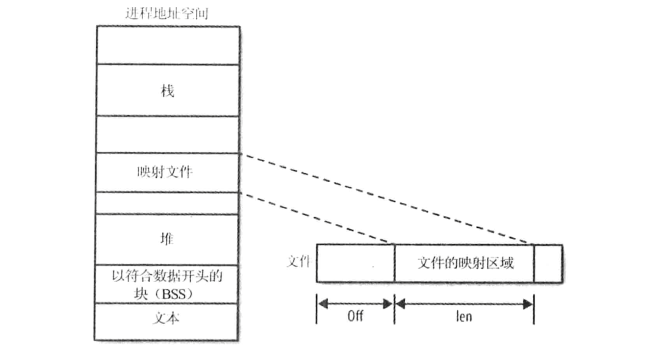 进程地址空间
栈
映射文件
堆
以符合数据开头的
块（BSS）
文本
文件
文件的映射区域
Off
len